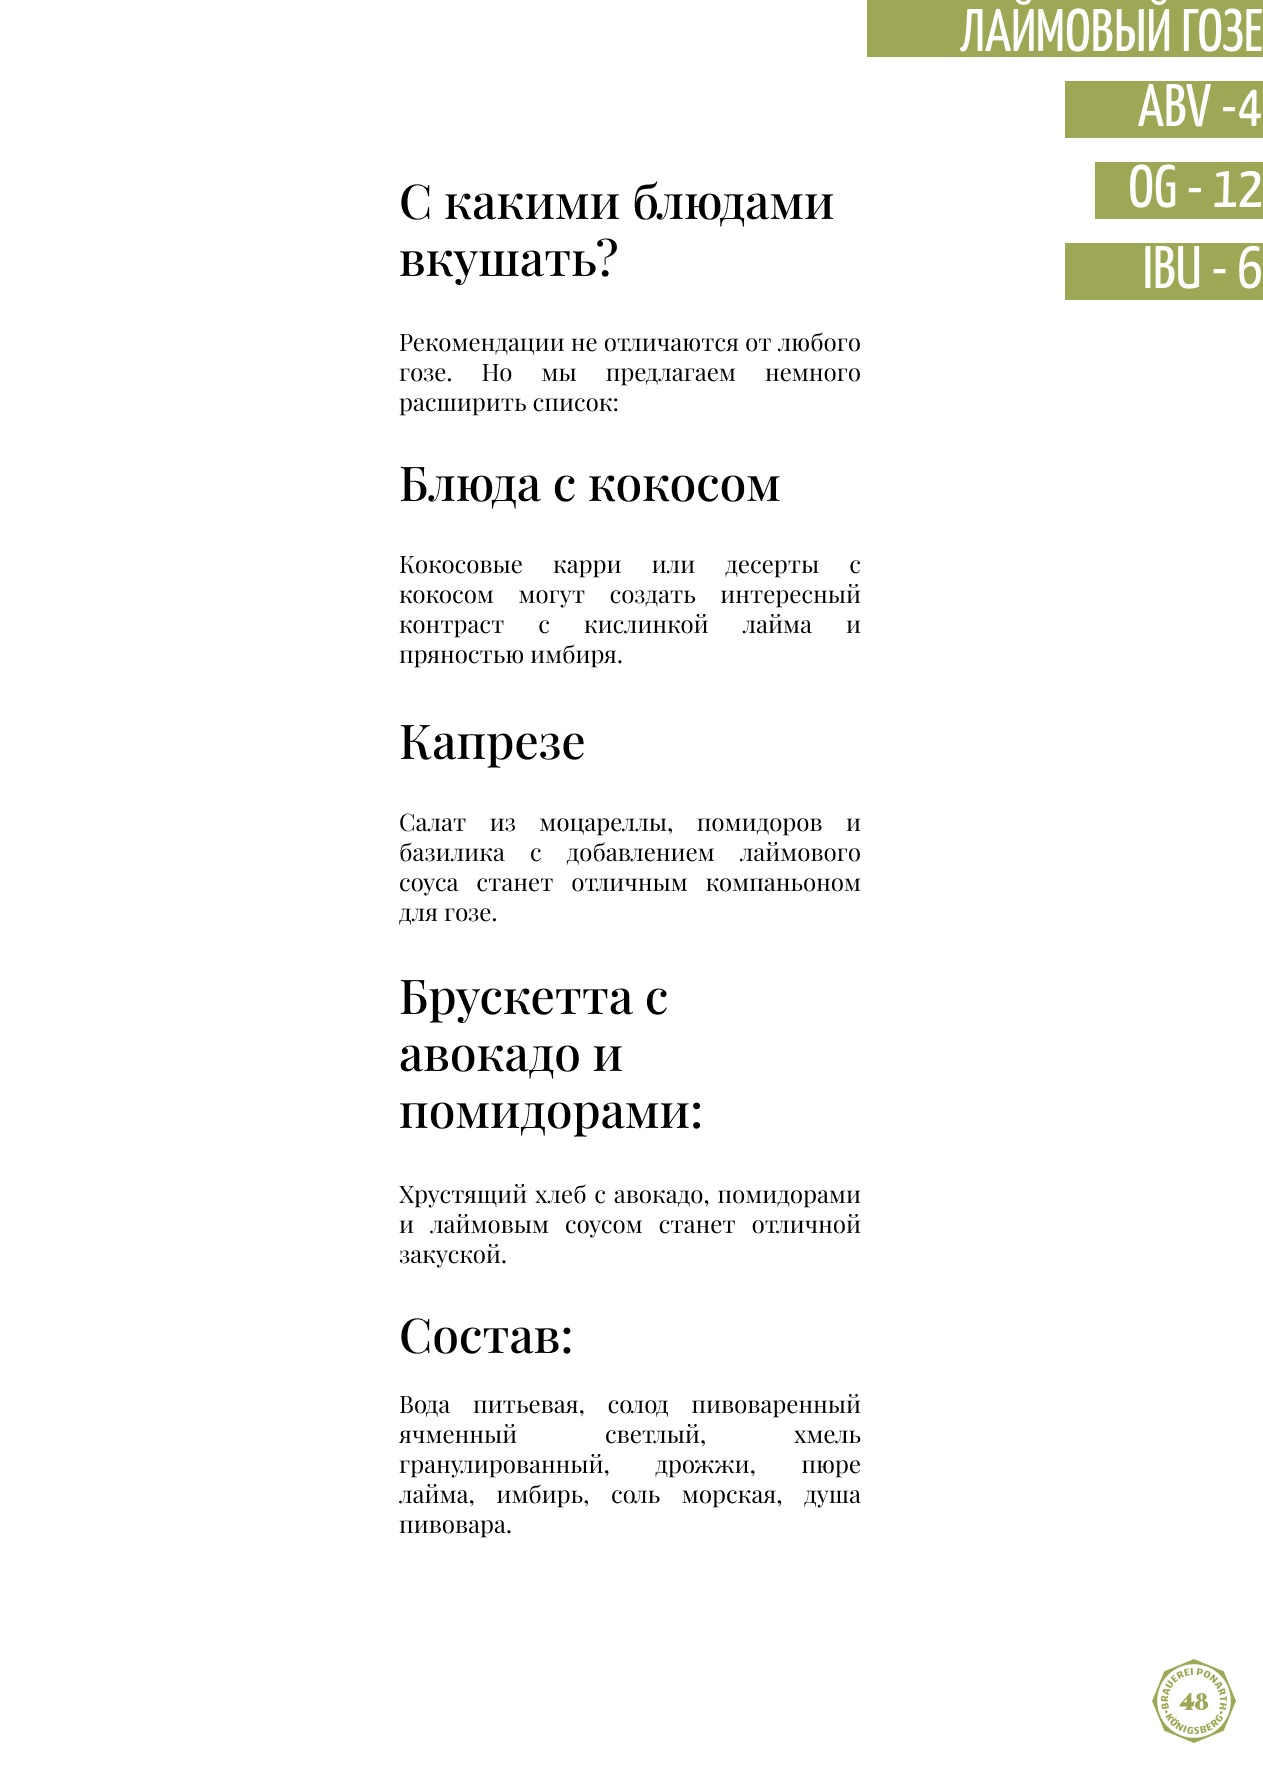 ЛАЙМОВЫЙ ГОЗЕ
ABV -4
OG - 12
IBU - 6
С какими блюдами
вкушать?
Рекомендации не отличаются от любого
гозе. Но мы предлагаем немного
расширить список:
Блюда с кокосом
Кокосовые карри или десерты с
кокосом могут создать интересный
контраст с кислинкой лайма и
пряностью имбиря.
Капрезе
Салат из моцареллы, помидоров и
базилика с добавлением лаймового
соуса станет отличным компаньоном
для гозе.
Брускетта с
авокадо и
помидорами:
Хрустящий хлеб с авокадо, помидорами
и лаймовым соусом станет отличной
закуской.
Состав:
Вода питьевая, солод пивоваренный
ячменный светлый, хмель
гранулированный, дрожжи, пюре
лайма, имбирь, соль морская, душа
пивовара.
BRAUEREI PONARTH
48
KÖNIGSBERG